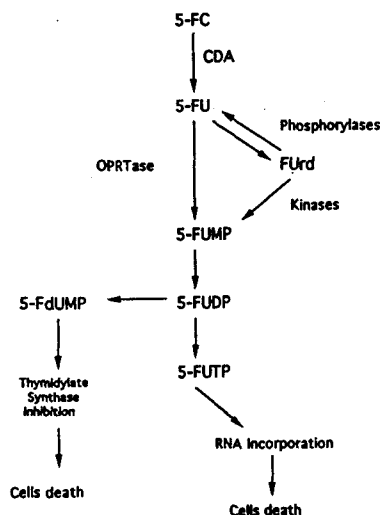 5-FC
CDA
5-FU
Phosphorylases
OPRTase
FUrd
Kinases
5-FUMP
5-FdUMP
5-FUDP
Thymidylate
Synthase
Inhibition
5-FUTP
RNA Incorporation
Cells death
Cells death